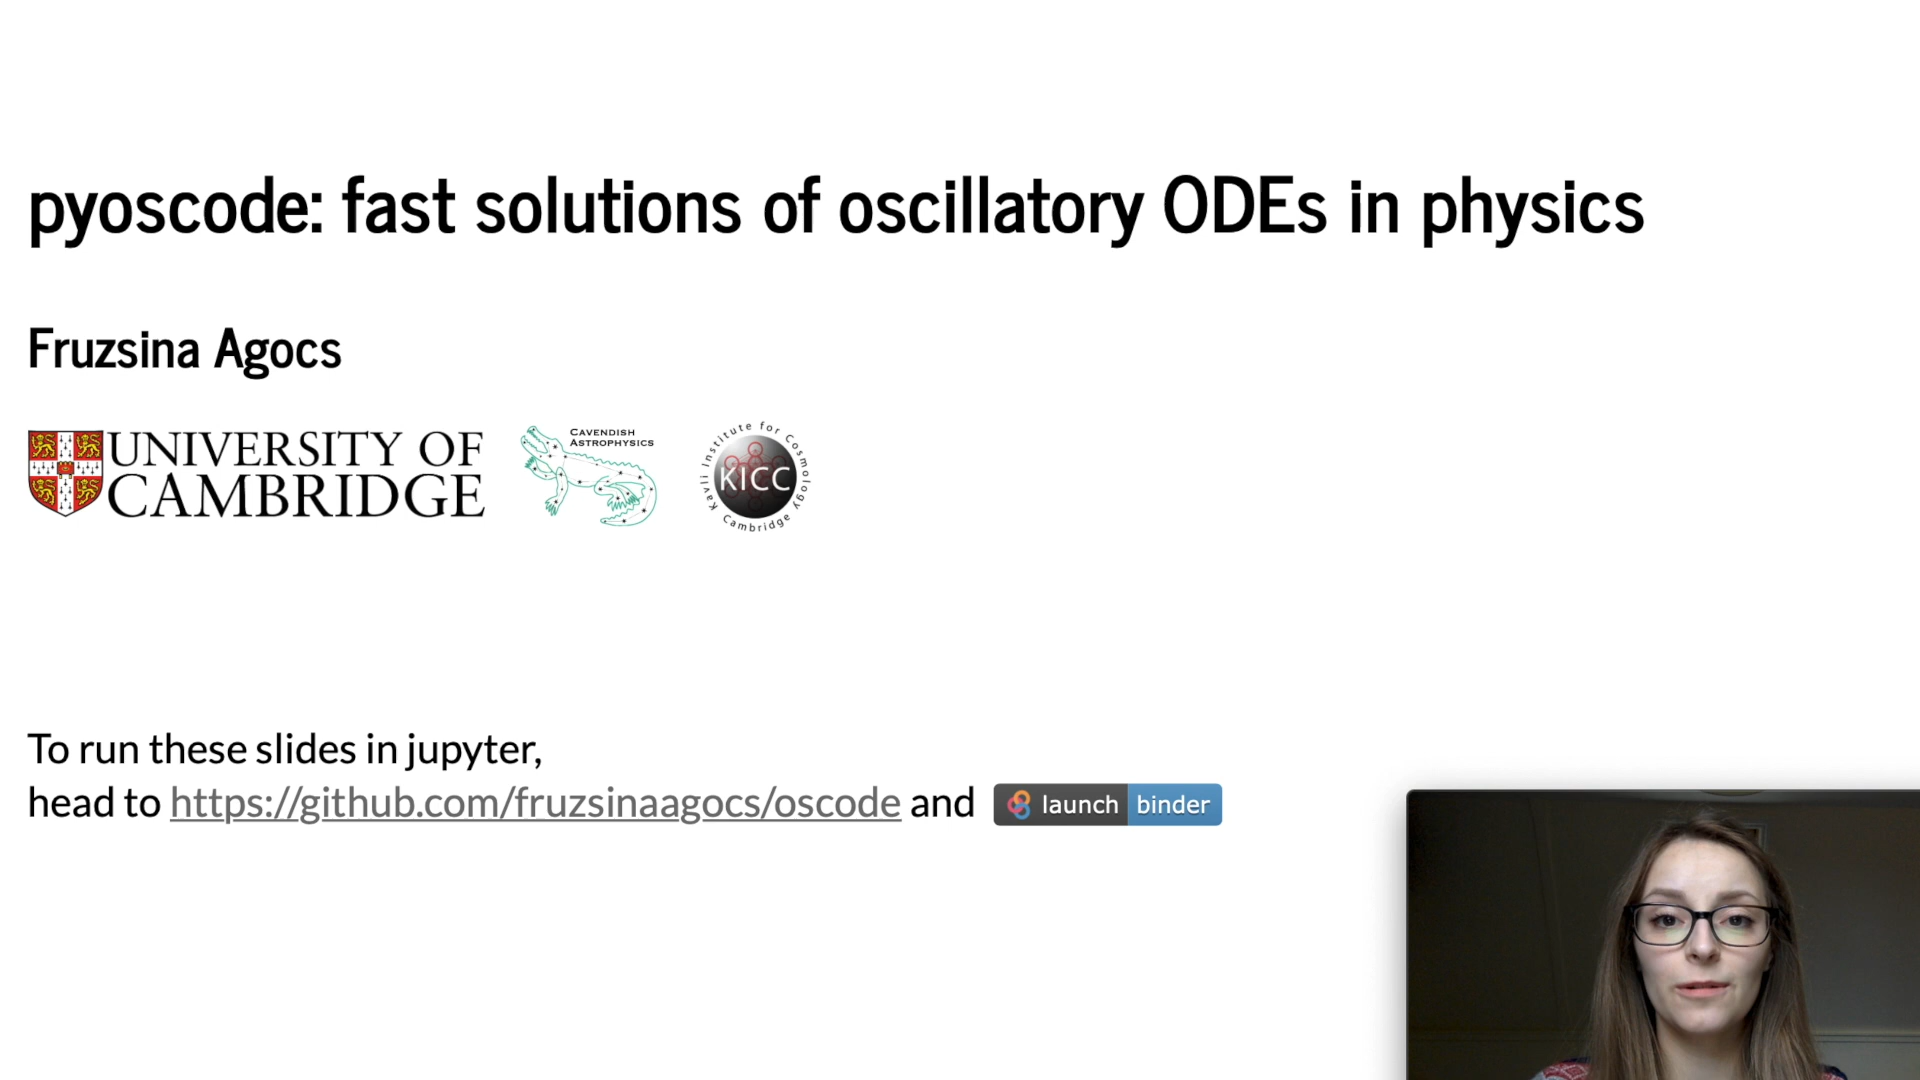 pyoscode: fast solutions of oscillatory ODEs in physics
Fruzsina Agocs
UNIVERSITY OF
CAMBRIDGE
CAVENDISH
ASTROPHYSICS
Kavli Institute for Cosmology
KICC
Cambridge
To run these slides in jupyter,
head to https://github.com/fruzsinaagocs/oscode and launch binder